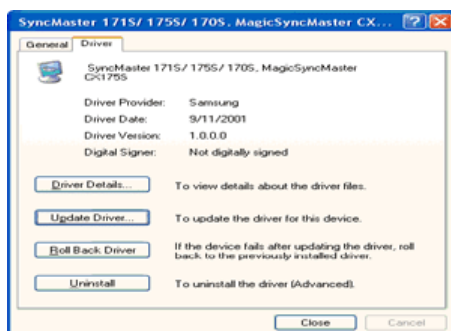 SyncMaster 171S/ 175S/ 170S, MagicSyncMaster CX...
General Driver
SyncMaster 171S/ 175S/ 170S, MagicSyncMaster
CX175S
Driver Provider: Samsung
Driver Date: 9/11/2001
Driver Version: 1.0.0.0
Digital Signer: Not digitally signed
Driver Details... To view details about the driver files.
Update Driver... To update the driver for this device.
Roll Back Driver If the device fails after updating the driver, roll
back to the previously installed driver.
Uninstall To uninstall the driver (Advanced).
Close Cancel